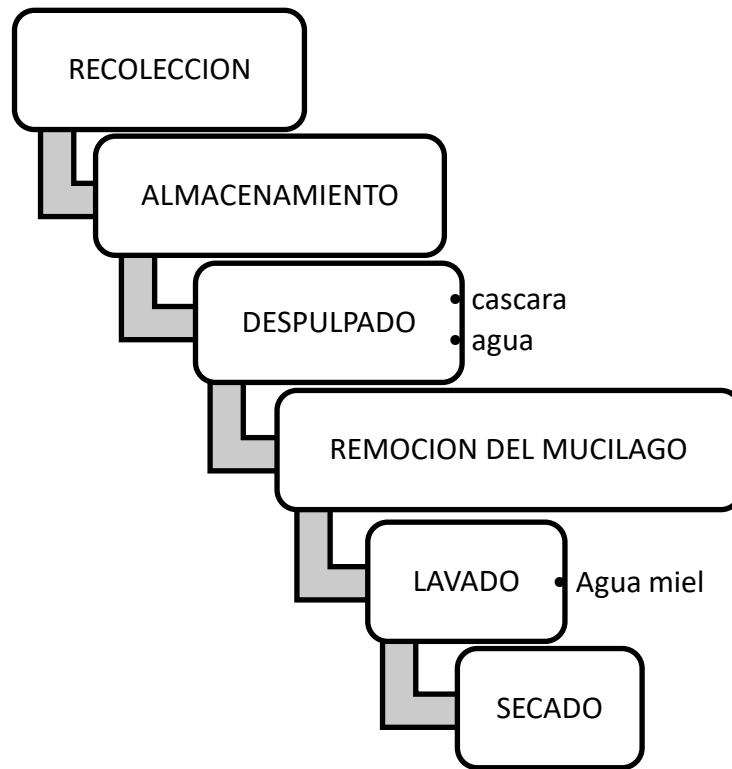 RECOLECCION
ALMACENAMIENTO
DESPULPADO
• cascara
• agua
REMOCION DEL MUCILAGO
LAVADO
• Agua miel
SECADO